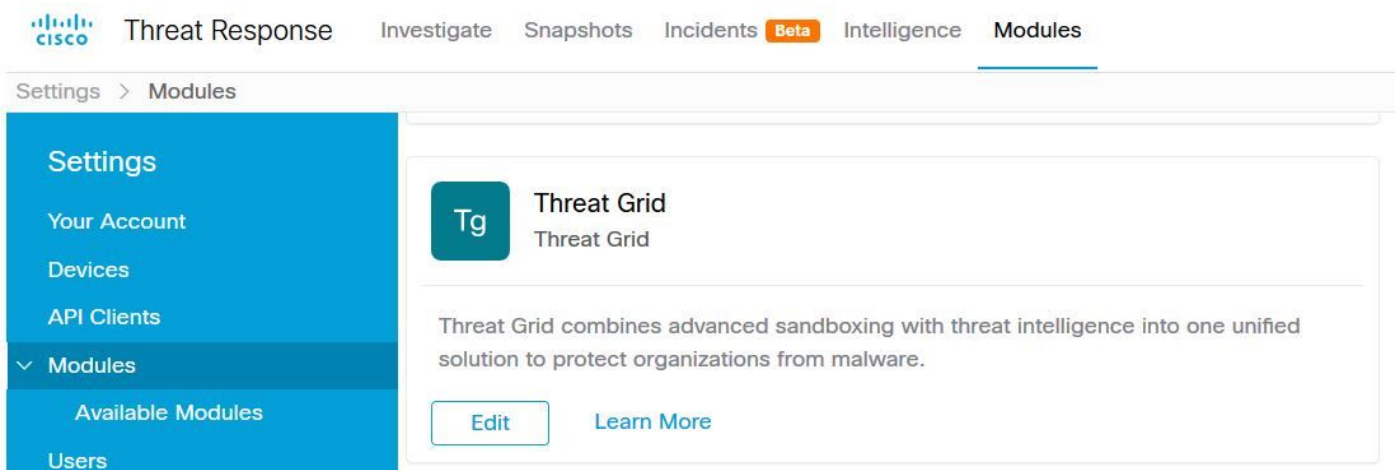 CISCO Threat Response Investigate Snapshots Incidents Beta Intelligence Modules
Settings > Modules
Settings
Your Account
Devices
API Clients
Modules
Available Modules
Users
Tg
Threat Grid
Threat Grid
Threat Grid combines advanced sandboxing with threat intelligence into one unified
solution to protect organizations from malware.
Edit Learn More